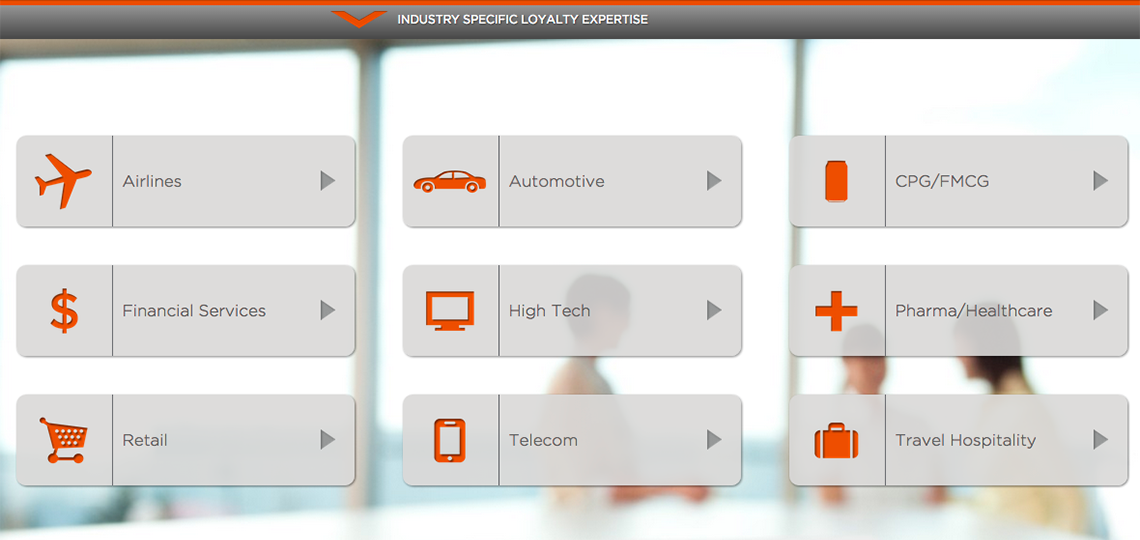 INDUSTRY SPECIFIC LOYALTY EXPERTISE
Airlines
Automotive
CPG/FMCG
Financial Services
High Tech
Pharma/Healthcare
Retail
Telecom
Travel Hospitality